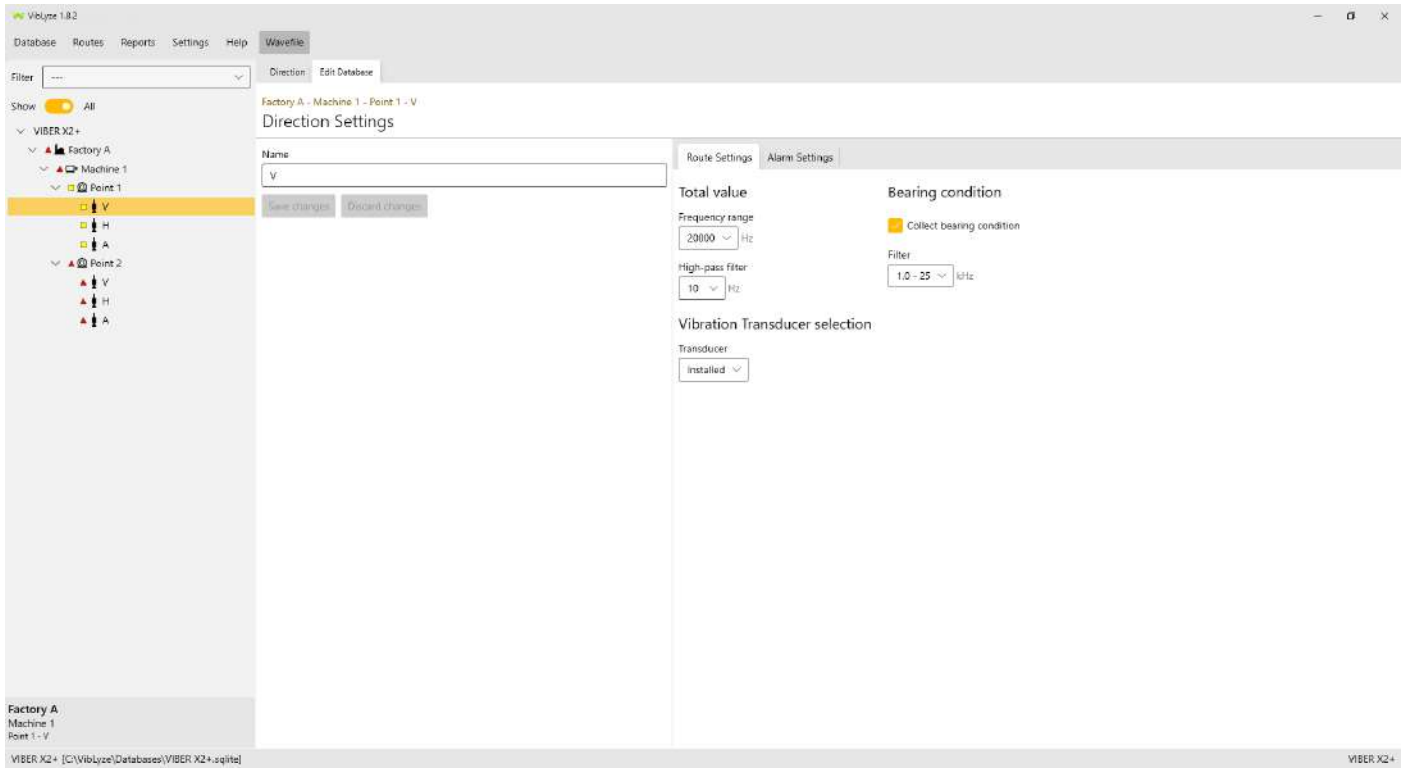 VibLyze 1.8.2
Database Routes Reports Settings Help Wavefile
Filter ---
Show All
VIBER X2+
Factory A
Machine 1
Point 1
V
H
A
Point 2
V
H
A
Factory A
Machine 1
Point 1 - V
Direction Edit Database
Factory A - Machine 1 - Point 1 - V
Direction Settings
Name
V
Save changes Discard changes
Route Settings Alarm Settings
Total value
Frequency range
20000 Hz
High-pass filter
10 Hz
Vibration Transducer selection
Transducer
Installed
Bearing condition
Collect bearing condition
Filter
1.0 - 25 kHz
VIBER X2+ [C:\VibLyze\Databases\VIBER X2+.sqlite] VIBER X2+